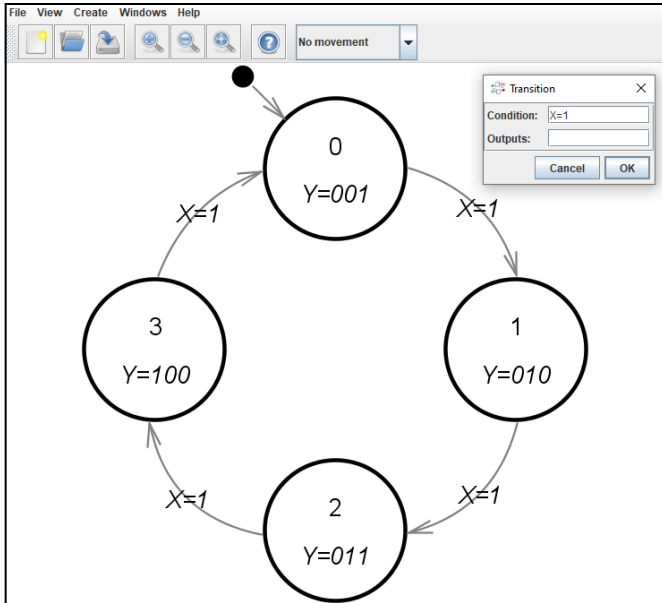 File View Create Windows Help
No movement
Transition
Condition: X=1
Outputs:
Cancel OK
0
Y=001
X=1
X=1
3
Y=100
1
Y=010
X=1
X=1
2
Y=011